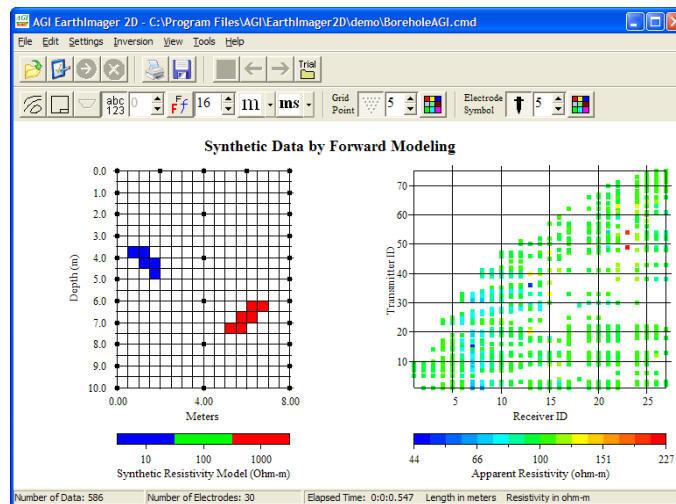 AGI EarthImager 2D - C:\Program Files\AGI\EarthImager2D\demo\BoreholeAGI.cmd
File Edit Settings Inversion View Tools Help
Trial
abc 123 0 F F f 16 m ms Grid Point 5 Electrode Symbol 5
Synthetic Data by Forward Modeling
0.0
1.0
2.0
3.0
4.0
5.0
6.0
7.0
8.0
9.0
10.0
Depth (m)
0.00 4.00 8.00
Meters
10 100 1000
Synthetic Resistivity Model (Ohm-m)
70
60
50
40
30
20
10
Transmitter ID
5 10 15 20 25
Receiver ID
44 66 100 151 227
Apparent Resistivity (ohm-m)
Number of Data: 586 Number of Electrodes: 30 Elapsed Time: 0:0:0.547 Length in meters Resistivity in ohm-m